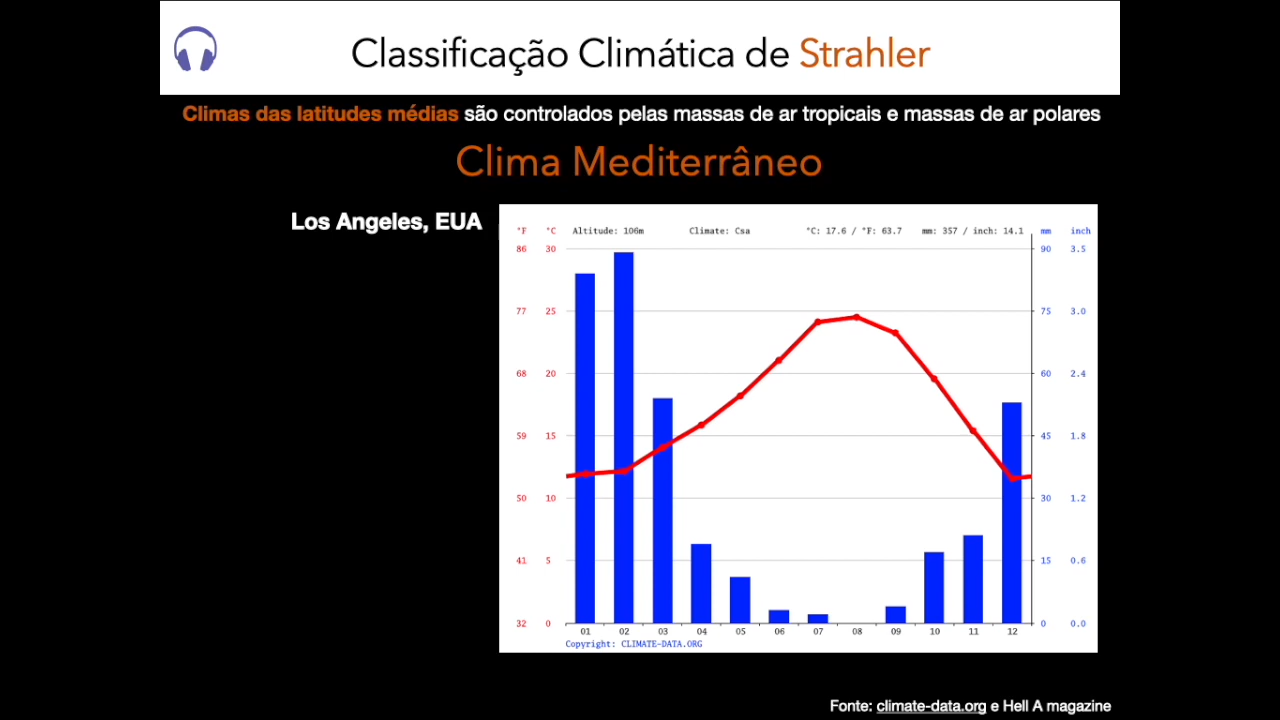 Classificação Climática de Strahler
Climas das latitudes médias são controlados pelas massas de ar tropicais e massas de ar polares
Clima Mediterrâneo
Los Angeles, EUA
°F °C Altitude: 106m Climate: Csa °C: 17.6 / °F: 63.7 mm: 357 / inch: 14.1 mm inch
86 30 90 3.5
77 25 75 3.0
68 20 60 2.4
59 15 45 1.8
50 10 30 1.2
41 5 15 0.6
32 0 0 0.0
01 02 03 04 05 06 07 08 09 10 11 12
Copyright: CLIMATE-DATA.ORG
Fonte: climate-data.org e Hell A magazine